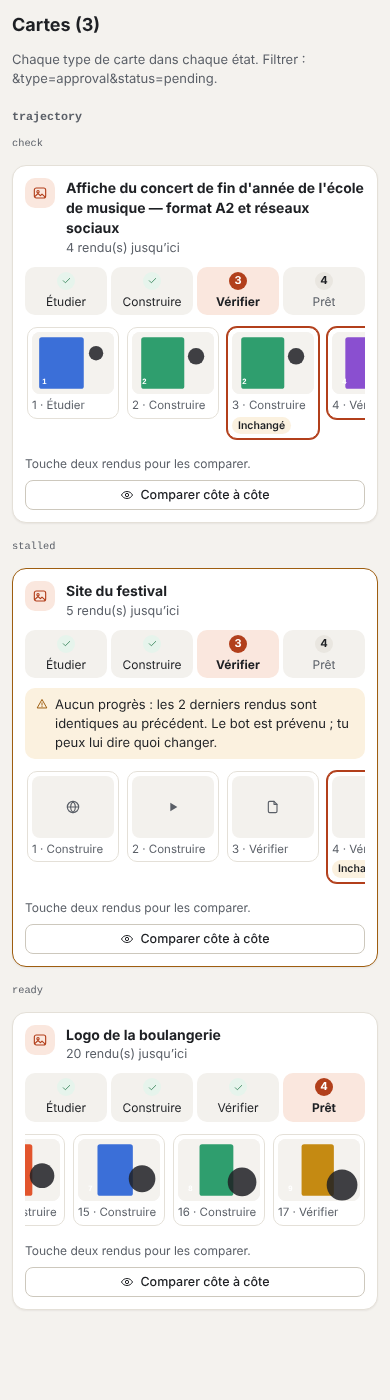 Cartes (3)
Chaque type de carte dans chaque état. Filtrer :
&type=approval&status=pending.
trajectory
check
Affiche du concert de fin d'année de l'école
de musique — format A2 et réseaux
sociaux
4 rendu(s) jusqu'ici
Étudier
Construire
3
Vérifier
4
Prêt
1
1 · Étudier
2
2 · Construire
2
3 · Construire
Inchangé
4 · Vér
Touche deux rendus pour les comparer.
Comparer côte à côte
stalled
Site du festival
5 rendu(s) jusqu'ici
Étudier
Construire
3
Vérifier
4
Prêt
Aucun progrès : les 2 derniers rendus sont
identiques au précédent. Le bot est prévenu ; tu
peux lui dire quoi changer.
1 · Construire
2 · Construire
3 · Vérifier
4 · Vér
Incha
Touche deux rendus pour les comparer.
Comparer côte à côte
ready
Logo de la boulangerie
20 rendu(s) jusqu'ici
Étudier
Construire
Vérifier
4
Prêt
struire
15 · Construire
16 · Construire
17 · Vérifier
Touche deux rendus pour les comparer.
Comparer côte à côte